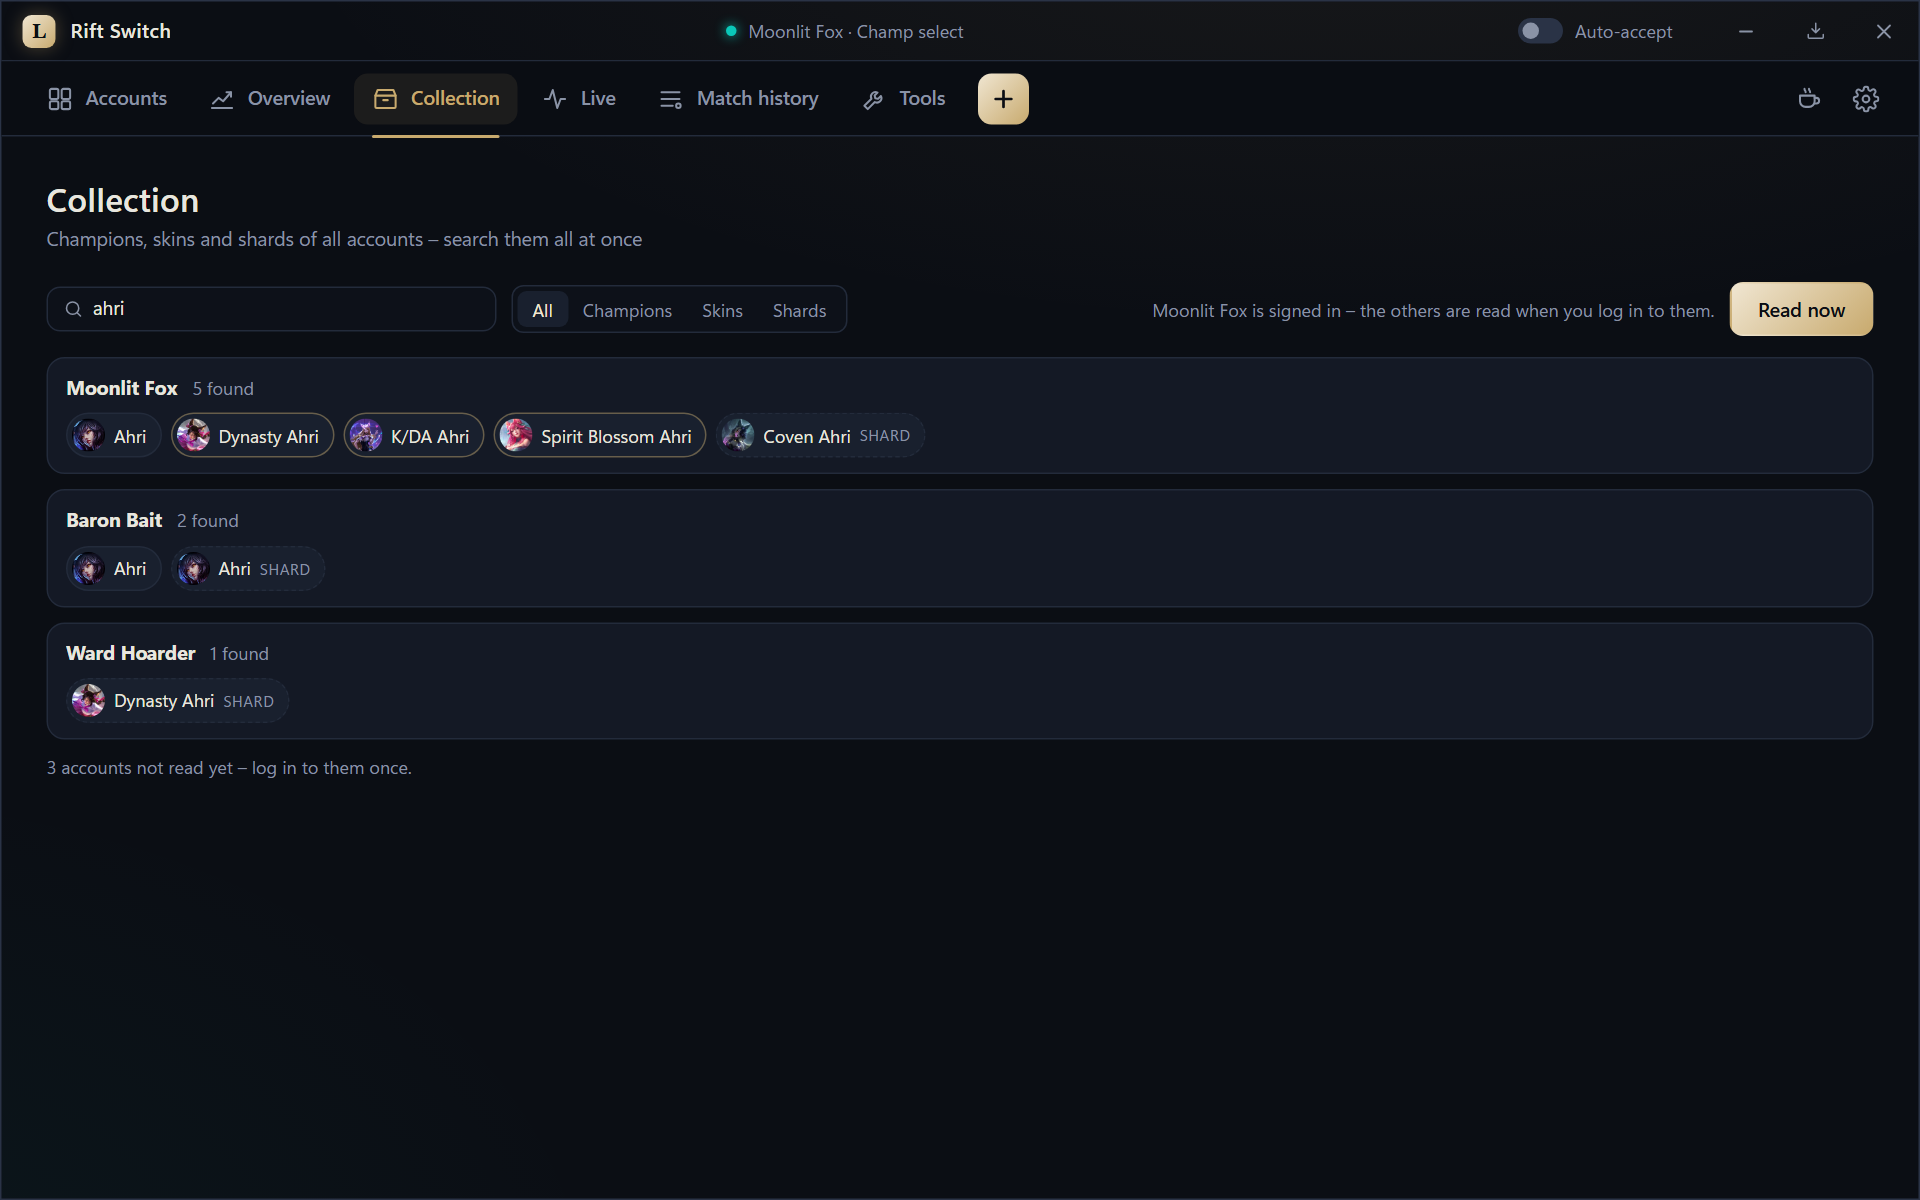 L Rift Switch
Moonlit Fox · Champ select
Auto-accept
Accounts
Overview
Collection
Live
Match history
Tools
Collection
Champions, skins and shards of all accounts – search them all at once
ahri
All
Champions
Skins
Shards
Moonlit Fox is signed in – the others are read when you log in to them.
Read now
Moonlit Fox 5 found
Ahri
Dynasty Ahri
K/DA Ahri
Spirit Blossom Ahri
Coven Ahri SHARD
Baron Bait 2 found
Ahri
Ahri SHARD
Ward Hoarder 1 found
Dynasty Ahri SHARD
3 accounts not read yet – log in to them once.